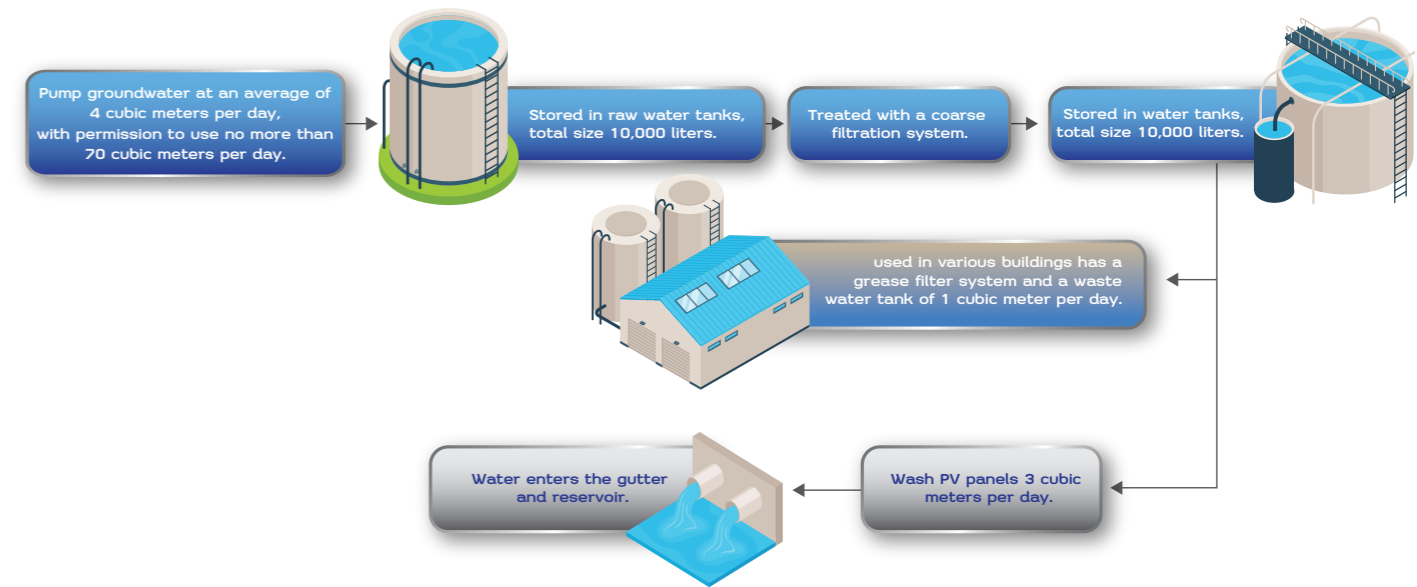 Pump groundwater at an average of
4 cubic meters per day,
with permission to use no more than
70 cubic meters per day.
Stored in raw water tanks,
total size 10,000 liters.
Treated with a coarse
filtration system.
Stored in water tanks,
total size 10,000 liters.
used in various buildings has a
grease filter system and a waste
water tank of 1 cubic meter per day.
Wash PV panels 3 cubic
meters per day.
Water enters the gutter
and reservoir.